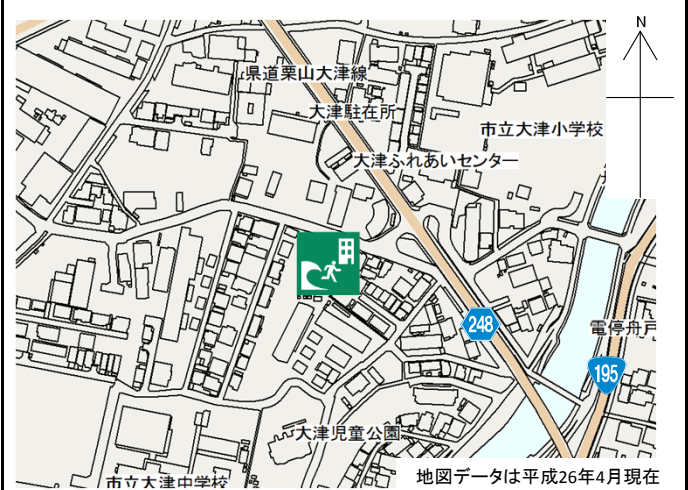 N
県道栗山大津線
大津駐在所
市立大津小学校
大津ふれあいセンター
248
電停舟戸
195
大津児童公園
市立大津中学校
地図データは平成26年4月現在